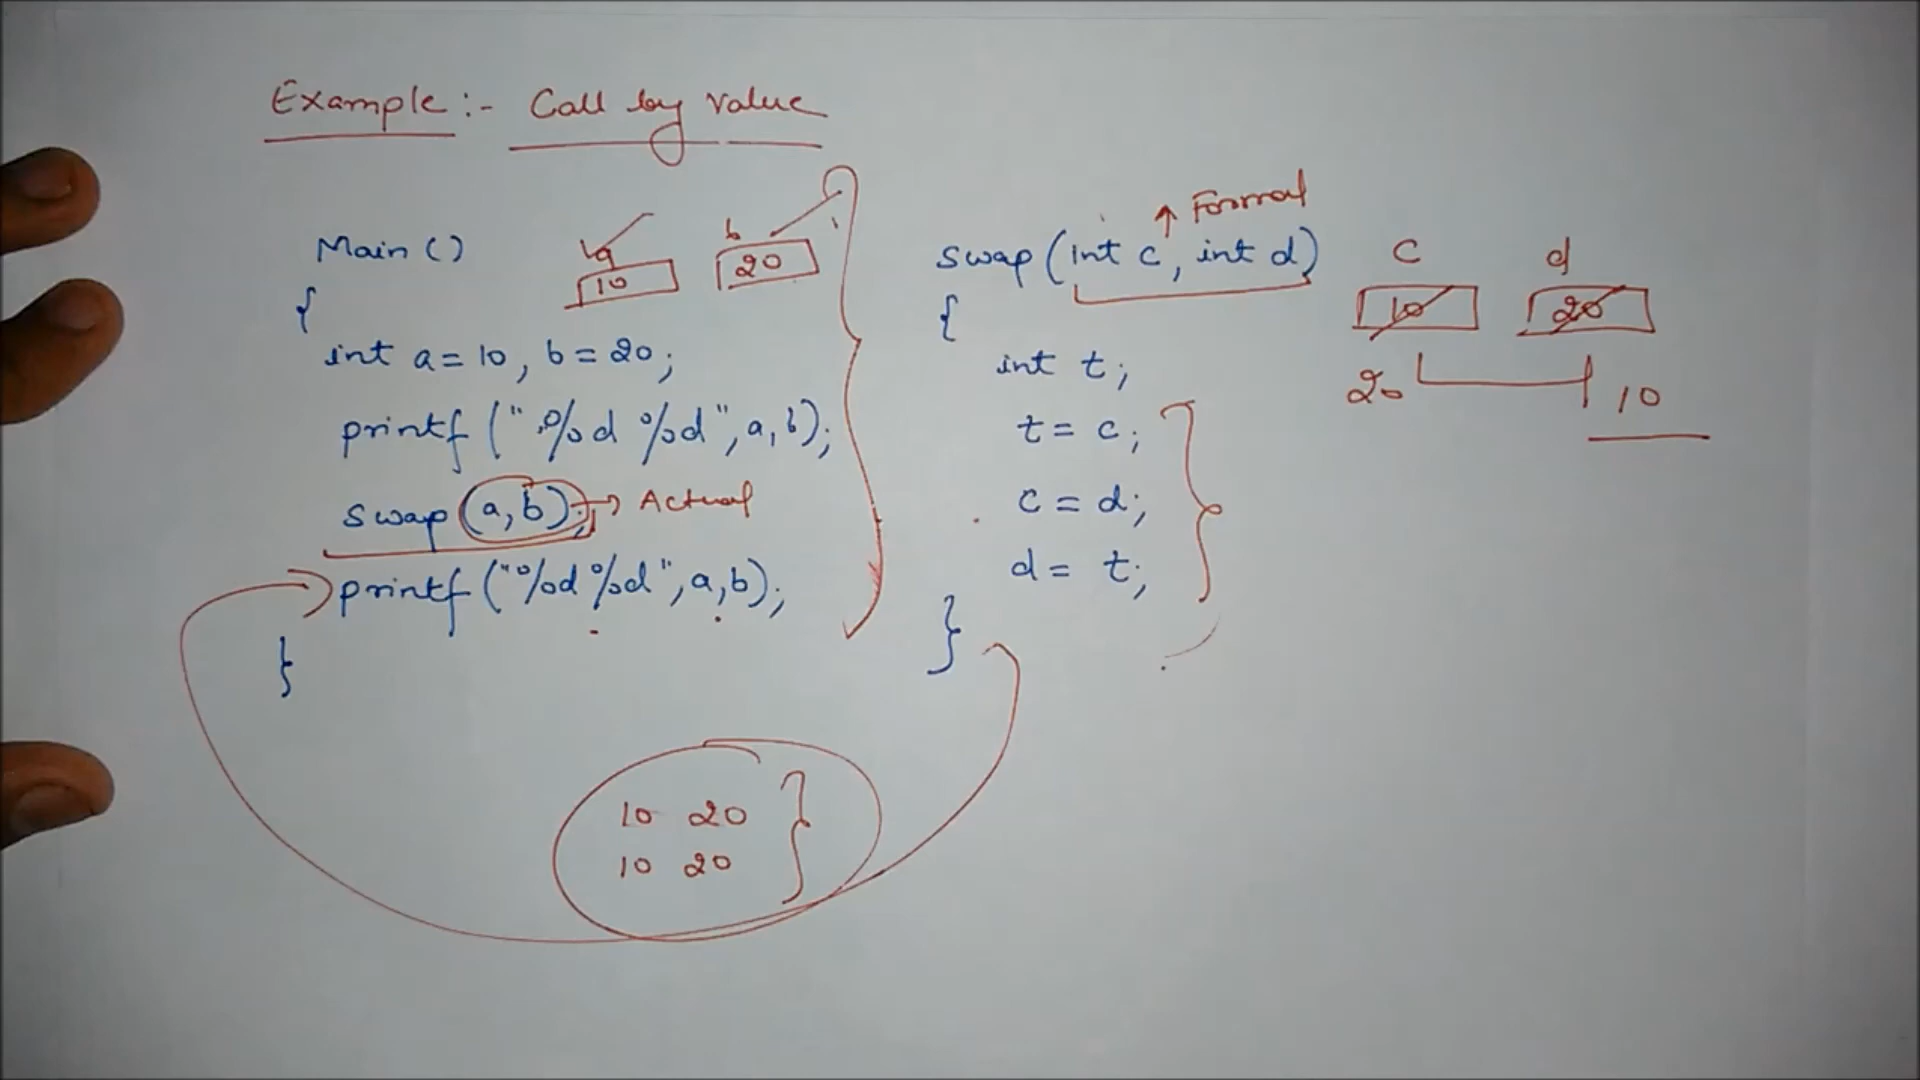 Example :- Call by value
Main ()
{
int a = 10, b = 20;
printf ("%d %d", a, b);
swap (a, b); → Actual
printf ("%d %d", a, b);
}
a b
10 20
↑ Formal
swap (int c, int d)
{
int t;
t = c;
c = d;
d = t;
}
c d
10 20
20 10
10 20
10 20